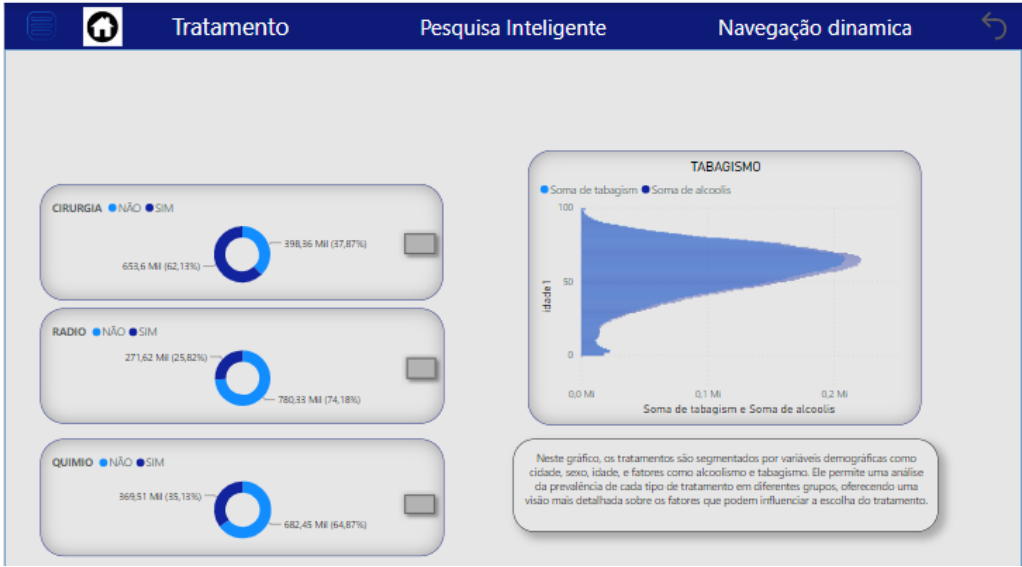 Tratamento
Pesquisa Inteligente
Navegação dinamica
CIRURGIA NÃO SIM
398,36 Mil (37,87%)
653,6 Mil (62,13%)
RADIO NÃO SIM
271,62 Mil (25,82%)
780,33 Mil (74,18%)
QUIMIO NÃO SIM
369,51 Mil (35,13%)
682,45 Mil (64,87%)
TABAGISMO
Soma de tabagism Soma de alcoolis
100
50
0
idade1
0,0 Mi 0,1 Mi 0,2 Mi
Soma de tabagism e Soma de alcoolis
Neste gráfico, os tratamentos são segmentados por variáveis demográficas como
cidade, sexo, idade, e fatores como alcoolismo e tabagismo. Ele permite uma análise
da prevalência de cada tipo de tratamento em diferentes grupos, oferecendo uma
visão mais detalhada sobre os fatores que podem influenciar a escolha do tratamento.